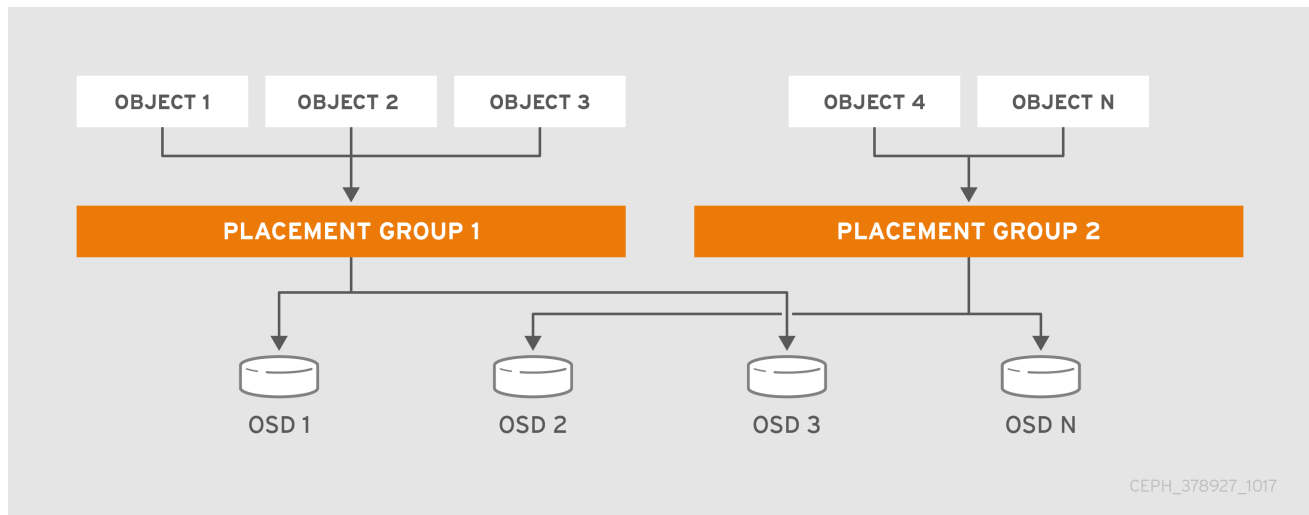 OBJECT 1 OBJECT 2 OBJECT 3 OBJECT 4 OBJECT N
PLACEMENT GROUP 1 PLACEMENT GROUP 2
OSD 1 OSD 2 OSD 3 OSD N
CEPH_378927_1017